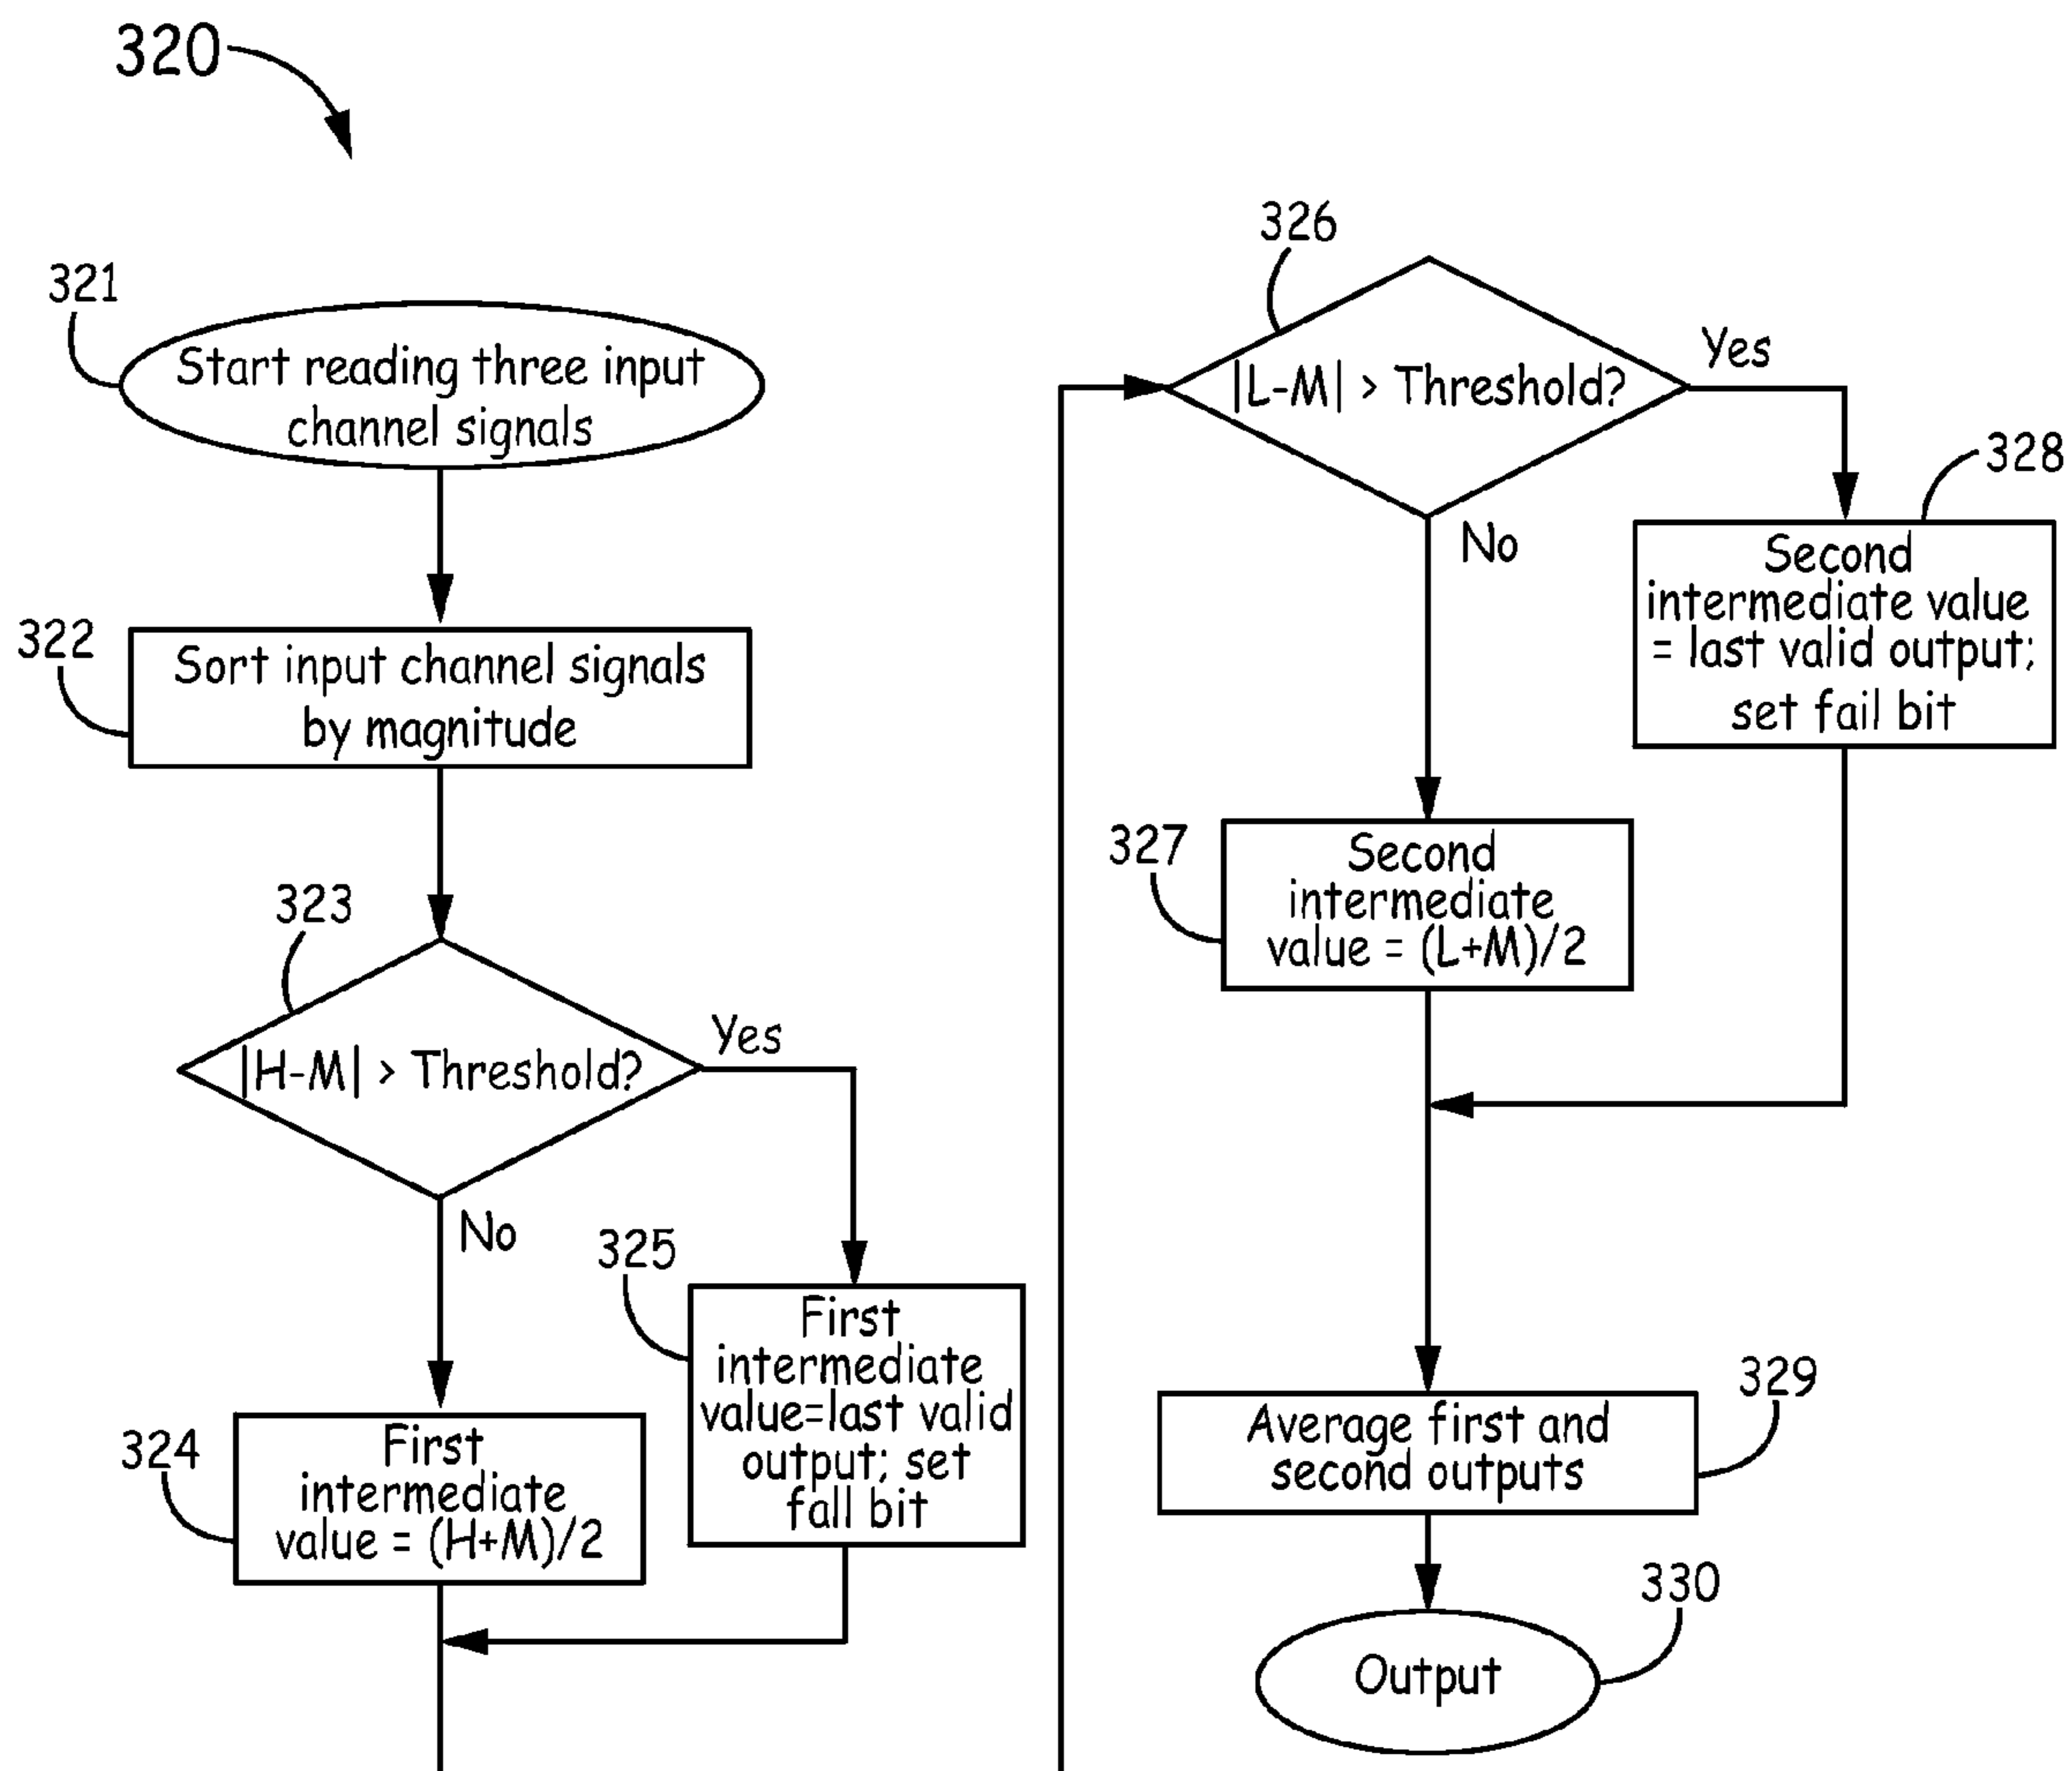 320
321
Start reading three input
channel signals
322
Sort input channel signals
by magnitude
323
|H-M| > Threshold?
Yes
No
325
First
intermediate
value=last valid
output; set
fall bit
324
First
intermediate
value = (H+M)/2
326
|L-M| > Threshold?
Yes
No
328
Second
intermediate value
= last valid output;
set fail bit
327
Second
intermediate
value = (L+M)/2
329
Average first and
second outputs
330
Output